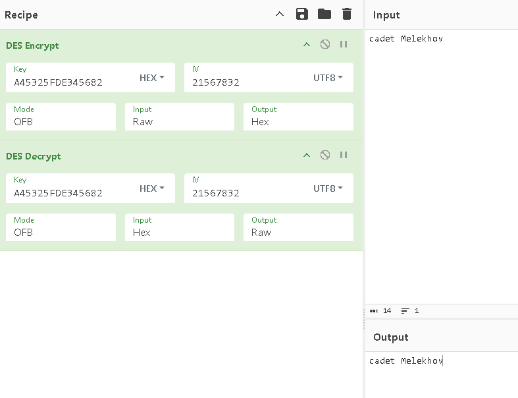 Recipe
DES Encrypt
Key
A45325FDE345682
HEX
IV
21567832
UTF8
Mode
OFB
Input
Raw
Output
Hex
DES Decrypt
Key
A45325FDE345682
HEX
IV
21567832
UTF8
Mode
OFB
Input
Hex
Output
Raw
Input
cadet Melekhov
14
1
Output
cadet Melekhov